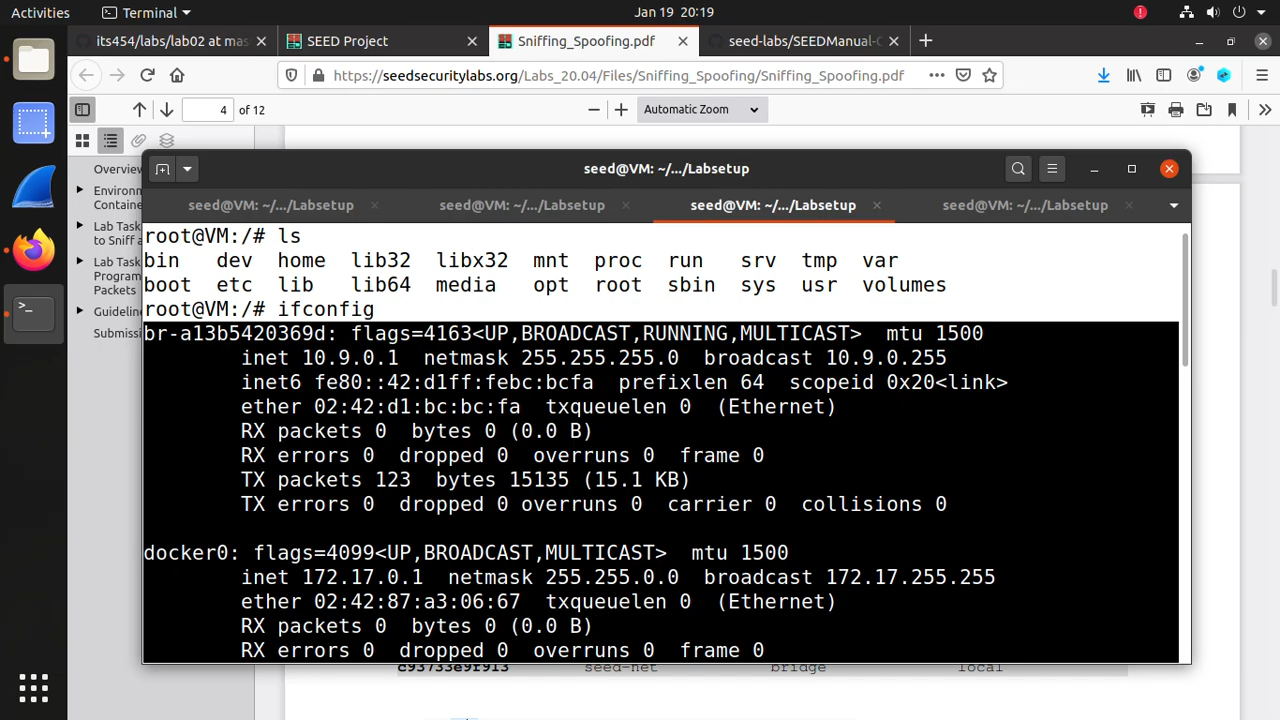 Activities Terminal Jan 19 20:19
its454/labs/lab02 at mas SEED Project Sniffing_Spoofing.pdf seed-labs/SEEDManual-C
https://seedsecuritylabs.org/Labs_20.04/Files/Sniffing_Spoofing/Sniffing_Spoofing.pdf
4 of 12 Automatic Zoom
Overview
Environ
Containe
Lab Task
to Sniff a
Lab Task
Program
Packets
Guidelin
Submissi
seed@VM: ~/.../Labsetup
seed@VM: ~/.../Labsetup seed@VM: ~/.../Labsetup seed@VM: ~/.../Labsetup seed@VM: ~/.../Labsetup
root@VM:/# ls
bin dev home lib32 libx32 mnt proc run srv tmp var
boot etc lib lib64 media opt root sbin sys usr volumes
root@VM:/# ifconfig
br-a13b5420369d: flags=4163<UP,BROADCAST,RUNNING,MULTICAST> mtu 1500
inet 10.9.0.1 netmask 255.255.255.0 broadcast 10.9.0.255
inet6 fe80::42:d1ff:febc:bcfa prefixlen 64 scopeid 0x20<link>
ether 02:42:d1:bc:bc:fa txqueuelen 0 (Ethernet)
RX packets 0 bytes 0 (0.0 B)
RX errors 0 dropped 0 overruns 0 frame 0
TX packets 123 bytes 15135 (15.1 KB)
TX errors 0 dropped 0 overruns 0 carrier 0 collisions 0
docker0: flags=4099<UP,BROADCAST,MULTICAST> mtu 1500
inet 172.17.0.1 netmask 255.255.0.0 broadcast 172.17.255.255
ether 02:42:87:a3:06:67 txqueuelen 0 (Ethernet)
RX packets 0 bytes 0 (0.0 B)
RX errors 0 dropped 0 overruns 0 frame 0
c93733e9f913 seed-net bridge local